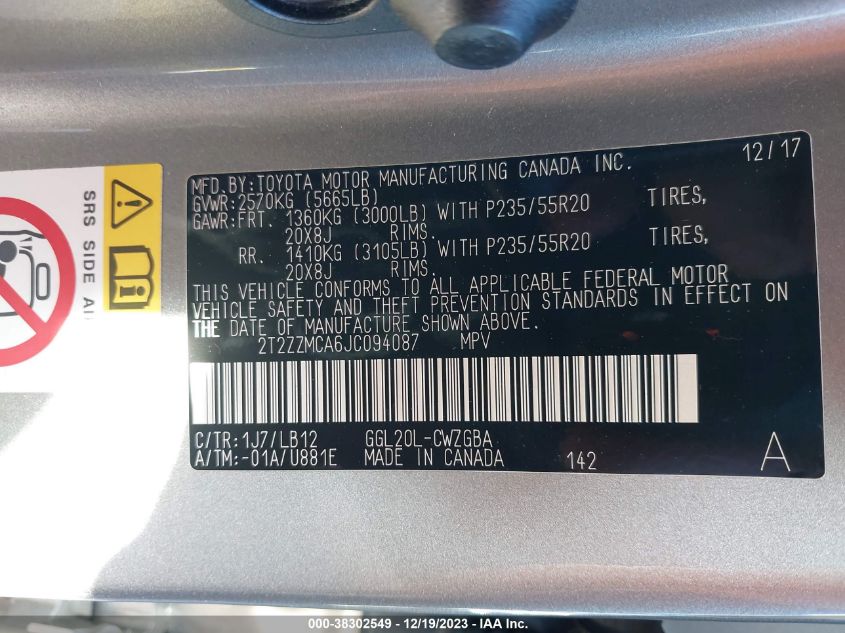 MFD.BY:TOYOTA MOTOR MANUFACTURING CANADA INC. 12/17
GVWR:2570KG (5665LB)
GAWR:FRT. 1360KG (3000LB) WITH P235/55R20 TIRES,
20X8J RIMS.
RR. 1410KG (3105LB) WITH P235/55R20 TIRES,
20X8J RIMS.
THIS VEHICLE CONFORMS TO ALL APPLICABLE FEDERAL MOTOR
VEHICLE SAFETY AND THEFT PREVENTION STANDARDS IN EFFECT ON
THE DATE OF MANUFACTURE SHOWN ABOVE.
2T2ZZMCA6JC094087 MPV
C/TR:1J7/LB12 GGL20L-CWZGBA
A/TM:-01A/U881E MADE IN CANADA 142 A
SRS SIDE AI
000-38302549 - 12/19/2023 - IAA Inc.